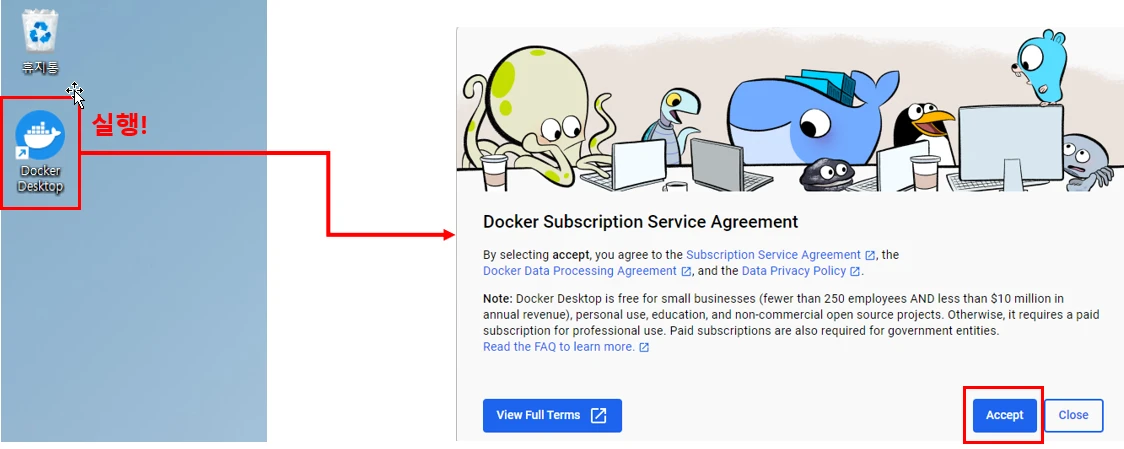 휴지통
실행!
Docker
Desktop
Docker Subscription Service Agreement
By selecting accept, you agree to the Subscription Service Agreement, the
Docker Data Processing Agreement, and the Data Privacy Policy.
Note: Docker Desktop is free for small businesses (fewer than 250 employees AND less than $10 million in
annual revenue), personal use, education, and non-commercial open source projects. Otherwise, it requires a paid
subscription for professional use. Paid subscriptions are also required for government entities.
Read the FAQ to learn more.
View Full Terms
Accept
Close